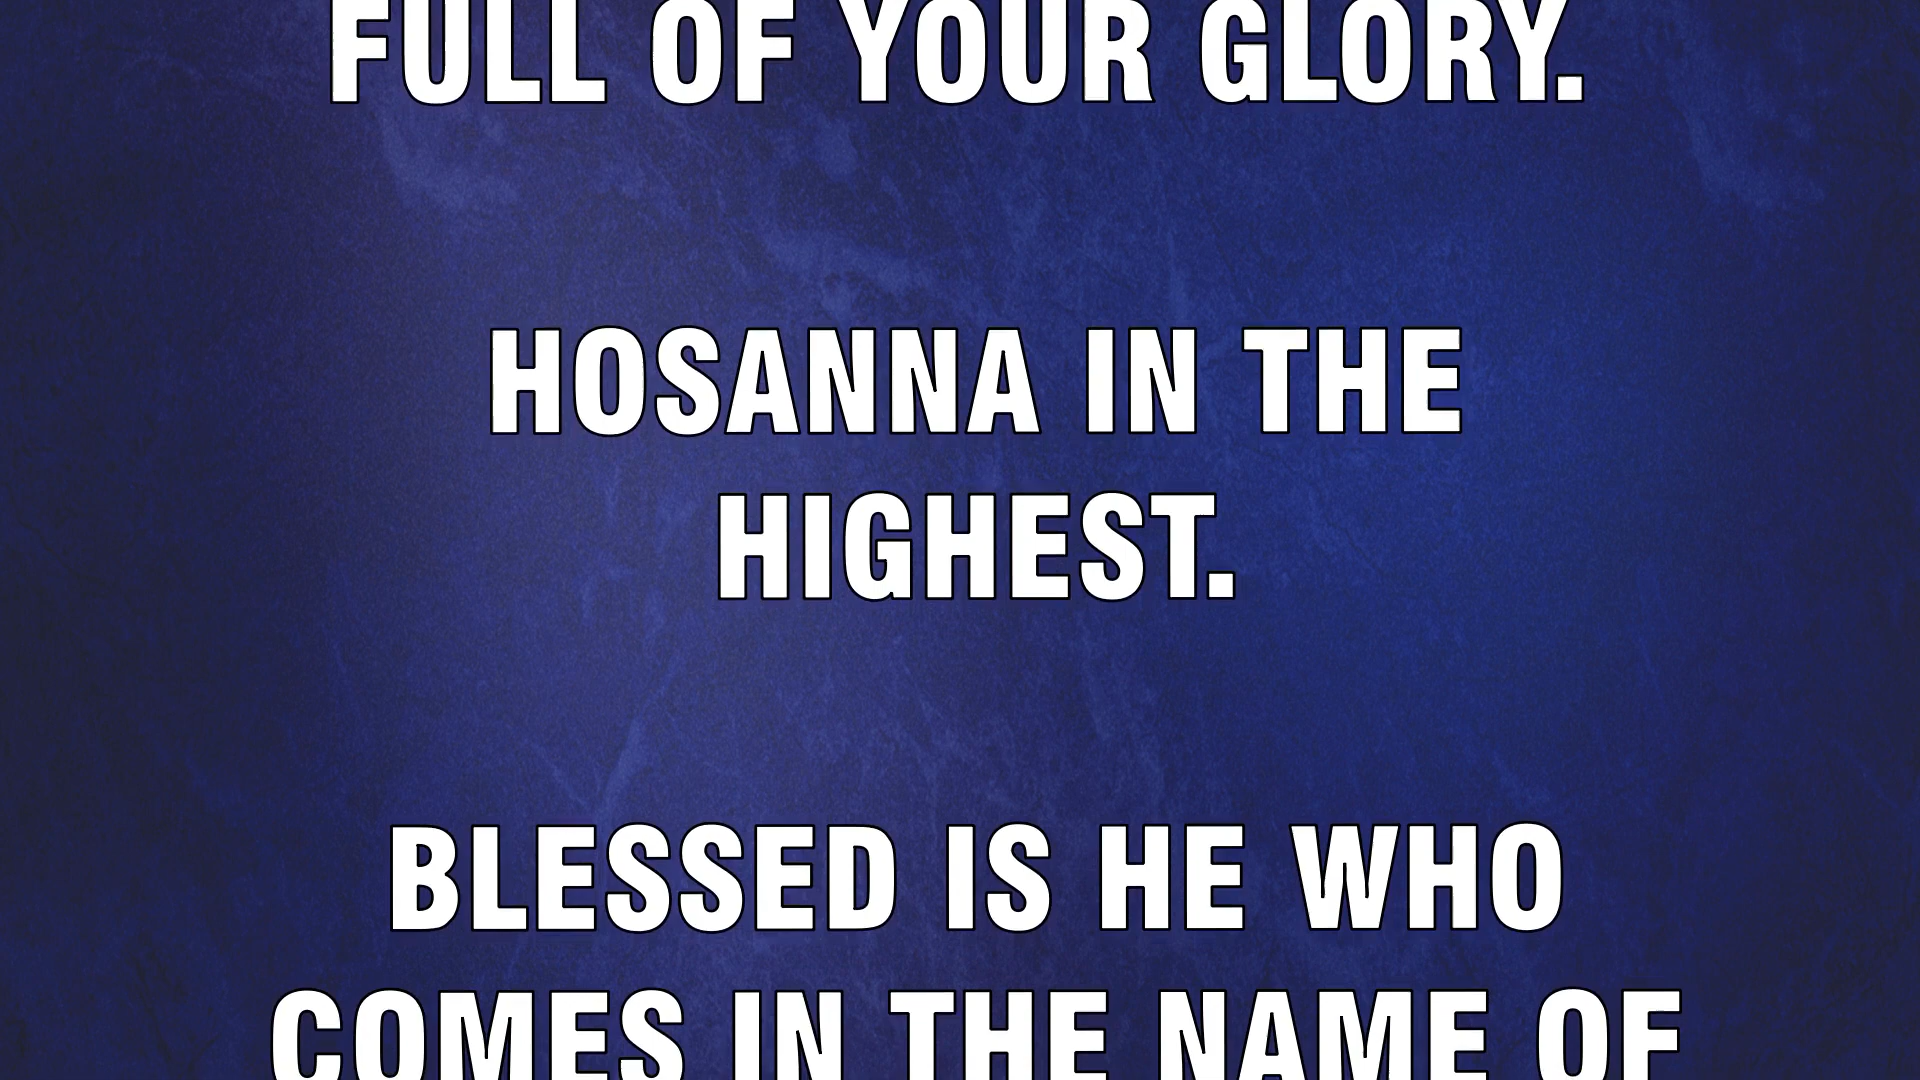 FULL OF YOUR GLORY.
HOSANNA IN THE
HIGHEST.
BLESSED IS HE WHO
COMES IN THE NAME OF